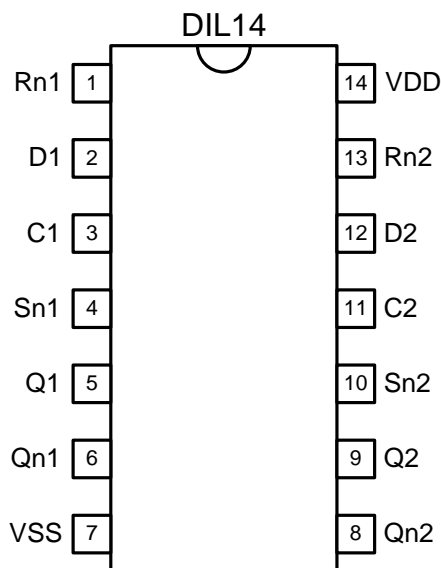 DIL14
Rn1 1 14 VDD
D1 2 13 Rn2
C1 3 12 D2
Sn1 4 11 C2
Q1 5 10 Sn2
Qn1 6 9 Q2
VSS 7 8 Qn2